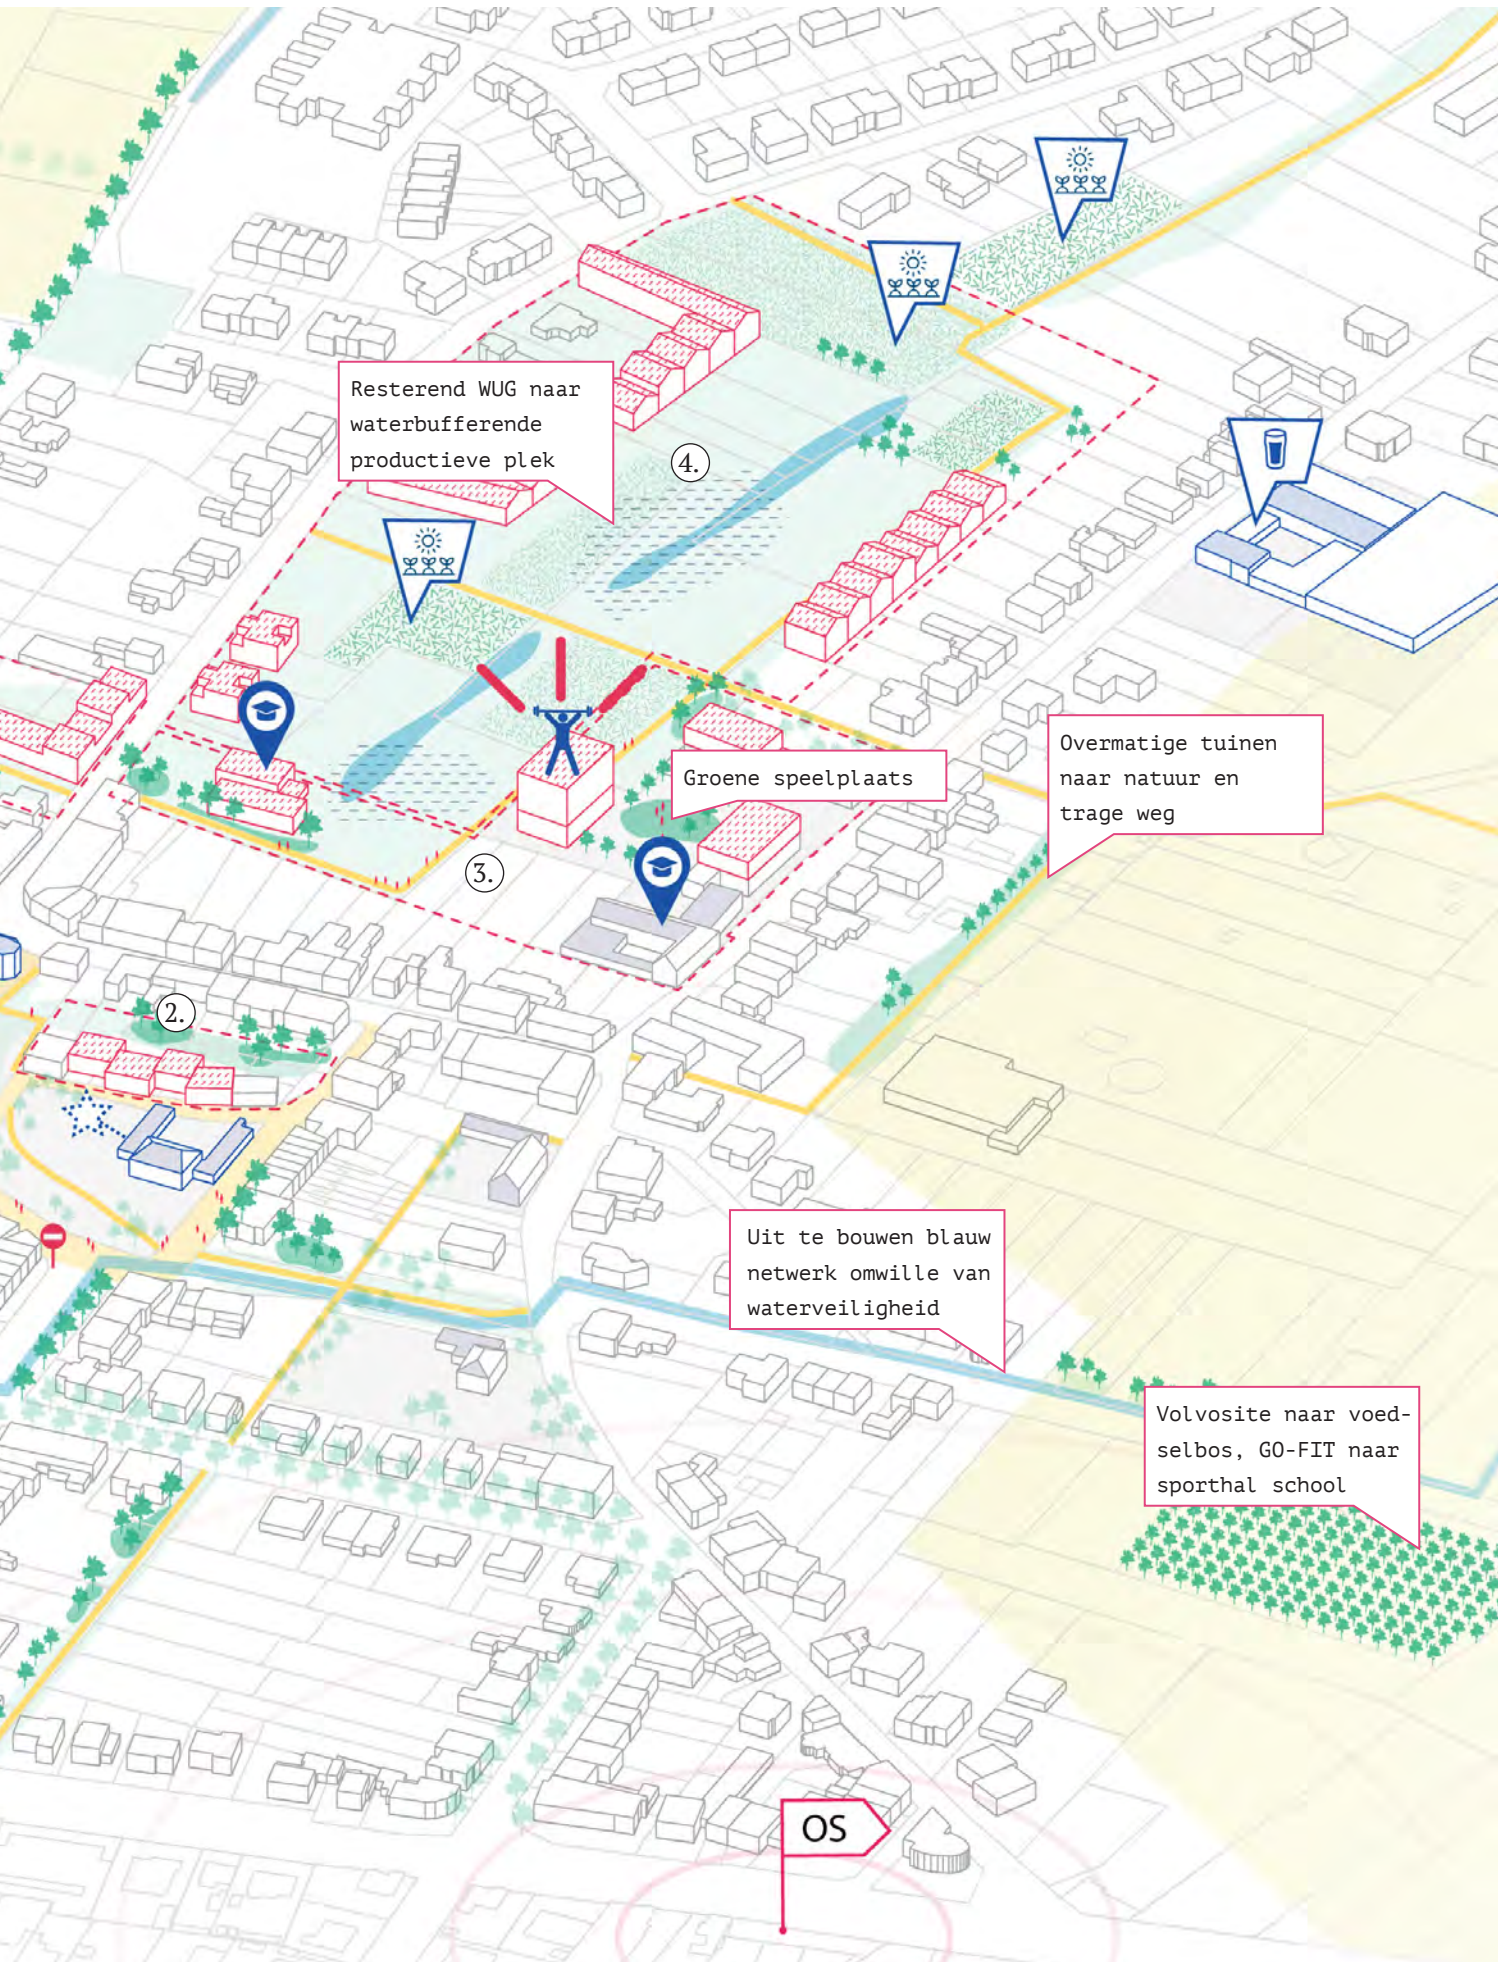 Resterend WUG naar
waterbufferende
productieve plek
4.
Overmatige tuinen
naar natuur en
trage weg
Groene speelplaats
3.
2.
Uit te bouwen blauw
netwerk omwille van
waterveiligheid
Volvosite naar voed-
selbos, GO-FIT naar
sporthal school
OS